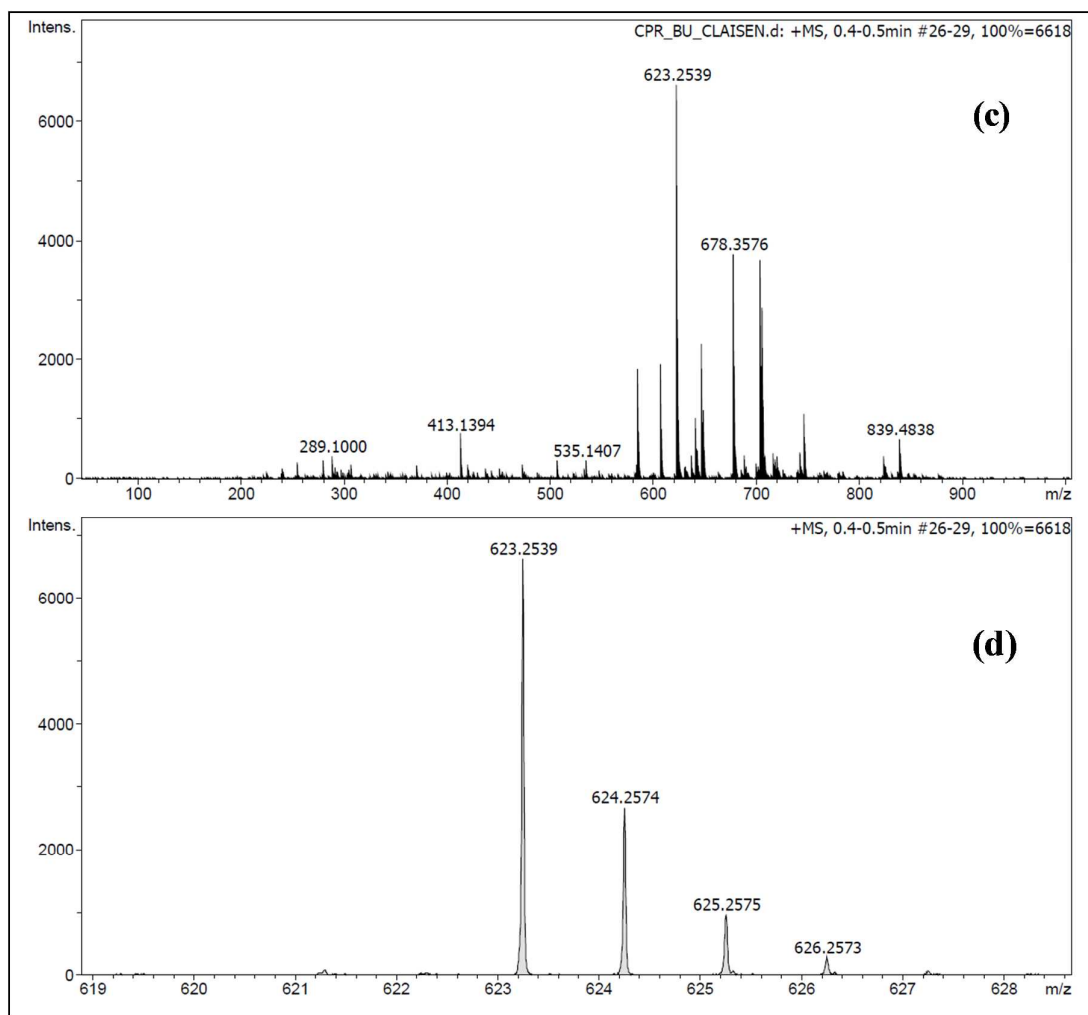 Intens.
CPR_BU_CLAISEN.d: +MS, 0.4-0.5min #26-29, 100%=6618
623.2539
(c)
6000
4000
678.3576
2000
413.1394
839.4838
289.1000
535.1407
0
100 200 300 400 500 600 700 800 900 m/z
Intens.
+MS, 0.4-0.5min #26-29, 100%=6618
623.2539
6000
(d)
4000
624.2574
2000
625.2575
626.2573
0
619 620 621 622 623 624 625 626 627 628 m/z